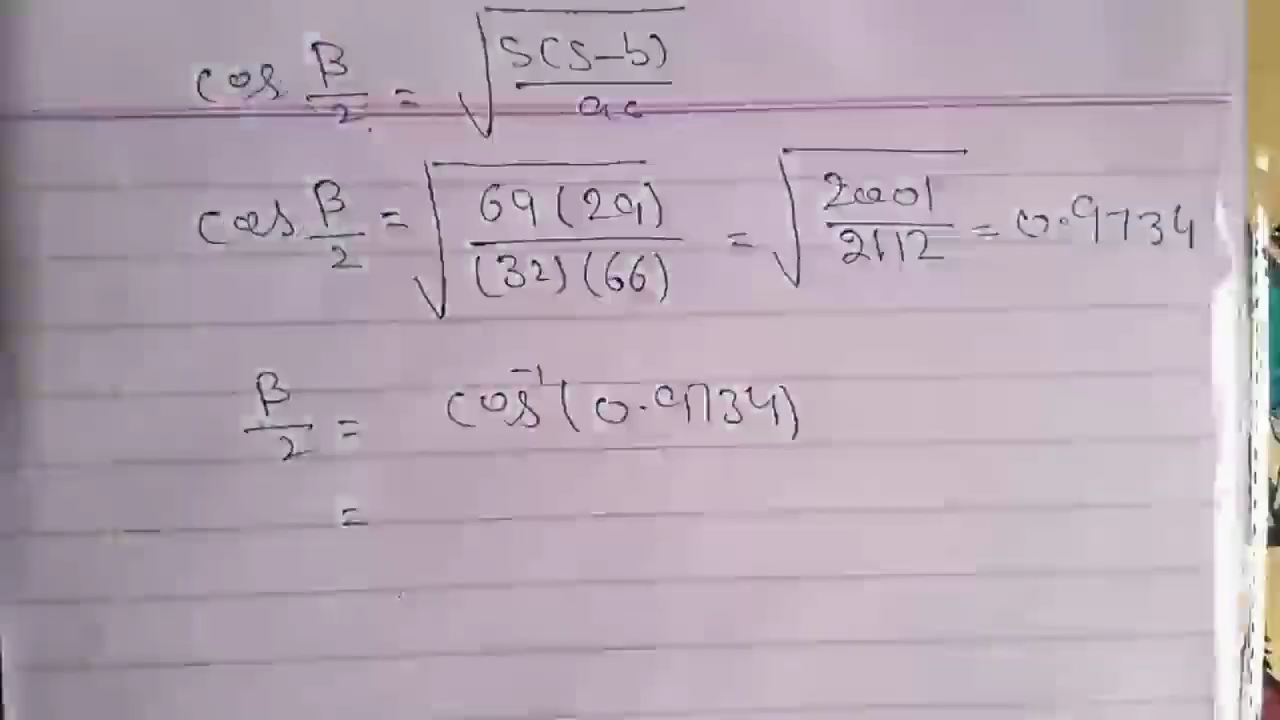 cos β/2 = √(s(s-b)/ac)
cos β/2 = √(69(29)/(32)(66)) = √(2001/2112) = 0.9734
β/2 = cos⁻¹(0.9734)
=